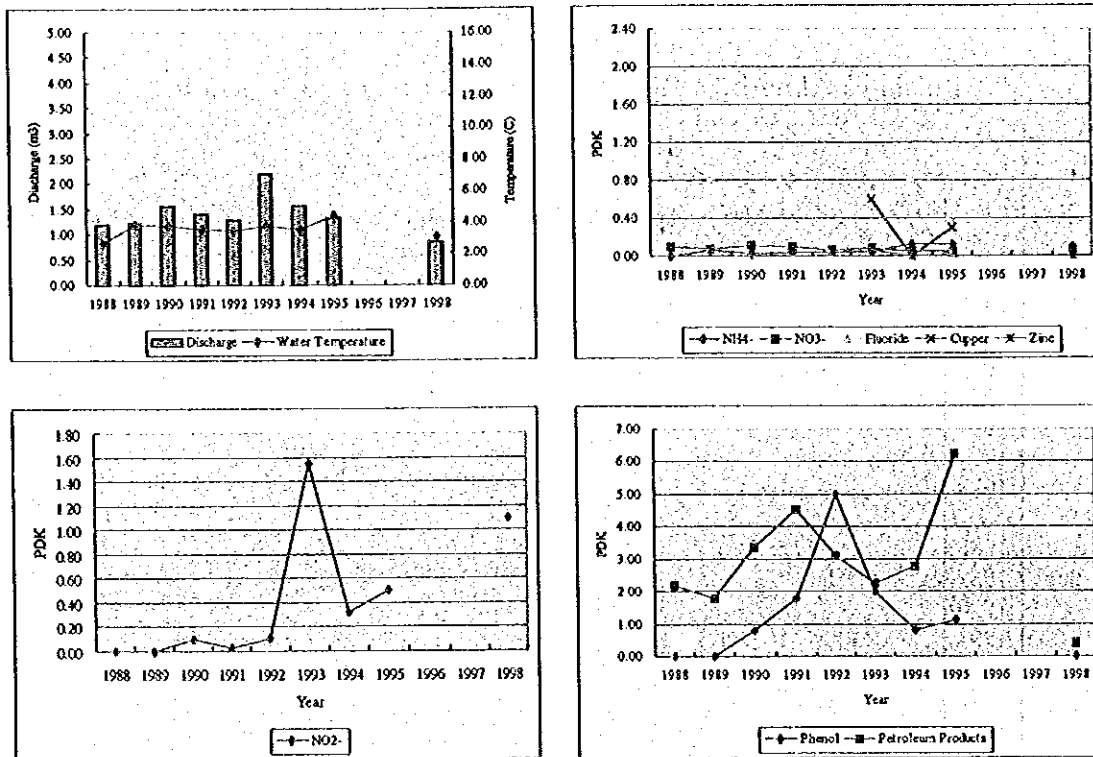 5.00
4.50
4.00
3.50
3.00
2.50
2.00
1.50
1.00
0.50
0.00
Discharge (m3)
16.00
14.00
12.00
10.00
8.00
6.00
4.00
2.00
0.00
Temperature (C)
1988 1989 1990 1991 1992 1993 1994 1995 1996 1997 1998
Discharge Water Temperature
2.40
2.00
1.60
1.20
0.80
0.40
0.00
PDK
1988 1989 1990 1991 1992 1993 1994 1995 1996 1997 1998
Year
NH4- NO3- Fluoride Cupper Zinc
1.80
1.60
1.40
1.20
1.00
0.80
0.60
0.40
0.20
0.00
PDK
1988 1989 1990 1991 1992 1993 1994 1995 1996 1997 1998
Year
NO2-
7.00
6.00
5.00
4.00
3.00
2.00
1.00
0.00
PDK
1988 1989 1990 1991 1992 1993 1994 1995 1996 1997 1998
Year
Phenol Petroleum Products